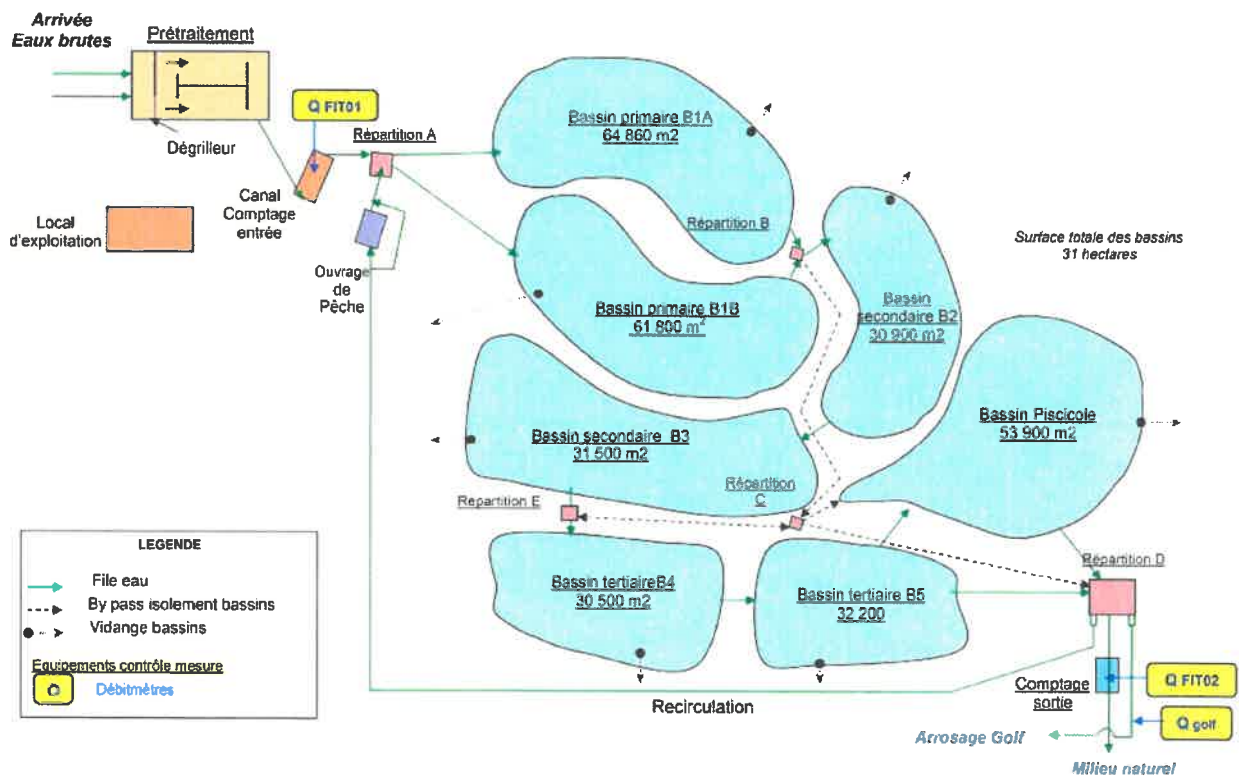 Arrivée
Eaux brutes
Prétraitement
Q FIT01
Répartition A
Dégrilleur
Canal
Comptage
entrée
Local
d'exploitation
Ouvrage
de
Pêche
Bassin primaire B1A
64 860 m2
Répartition B
Bassin primaire B1B
61 800 m²
Bassin
secondaire B2
30 900 m2
Surface totale des bassins
31 hectares
Bassin Piscicole
53 900 m2
Bassin secondaire B3
31 500 m2
Répartition
C
Repartition E
Répartition D
Bassin tertiaireB4
30 500 m2
Bassin tertiaire B5
32 200
LEGENDE
File eau
By pass isolement bassins
Vidange bassins
Equipements contrôle mesure
Q
Débitmètres
Recirculation
Comptage
sortie
Q FIT02
Q golf
Arrosage Golf
Milieu naturel